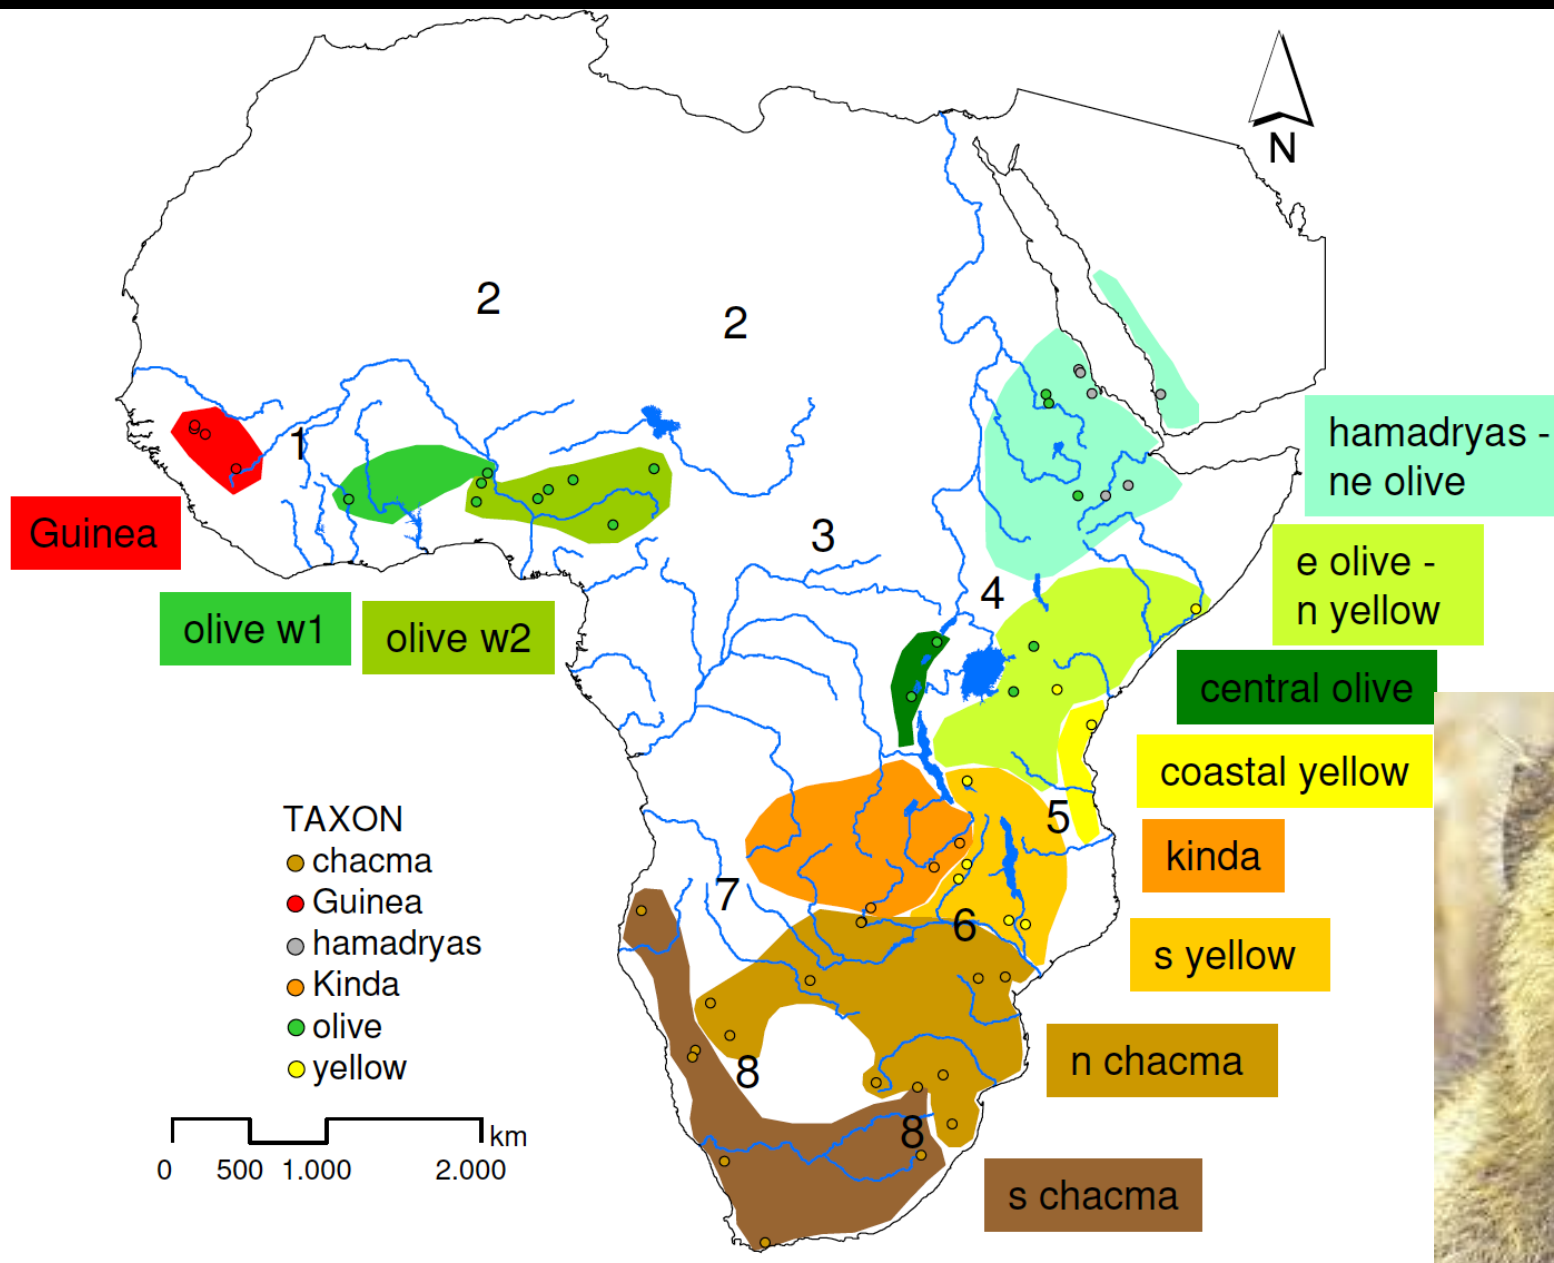 2
2
N
hamadryas -
ne olive
1
Guinea
3
e olive -
n yellow
4
olive w1
olive w2
central olive
coastal yellow
TAXON
chacma
Guinea
hamadryas
Kinda
olive
yellow
5
kinda
7
6
s yellow
8
n chacma
8
km
0 500 1.000 2.000
s chacma